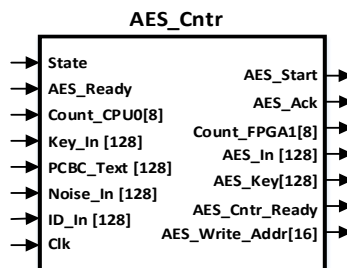 AES_Cntr
State
AES_Ready
Count_CPU0[8]
Key_In [128]
PCBC_Text [128]
Noise_In [128]
ID_In [128]
Clk
AES_Start
AES_Ack
Count_FPGA1[8]
AES_In [128]
AES_Key[128]
AES_Cntr_Ready
AES_Write_Addr[16]